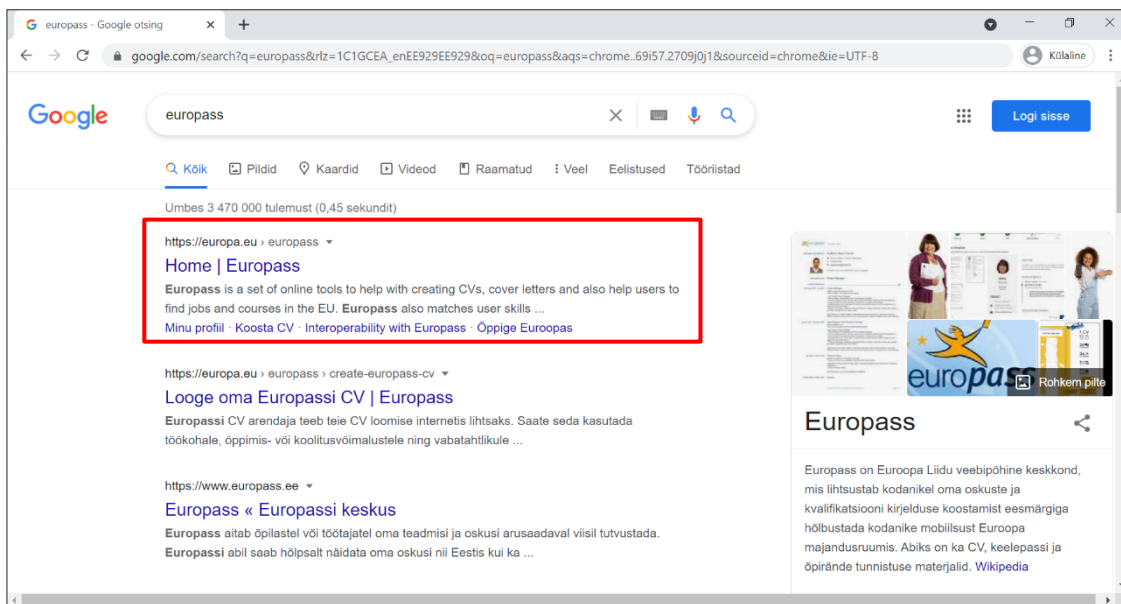 europass - Google otsing
google.com/search?q=europass&rlz=1C1GCEA_enEE929EE929&oq=europass&aqs=chrome..69i57.2709j0j1&sourceid=chrome&ie=UTF-8
Külaline
Google
europass
Logi sisse
Kõik Pildid Kaardid Videod Raamatud Veel Eelistused Tööriistad
Umbes 3 470 000 tulemust (0,45 sekundit)
https://europa.eu › europass
Home | Europass
Europass is a set of online tools to help with creating CVs, cover letters and also help users to
find jobs and courses in the EU. Europass also matches user skills ...
Minu profiil · Koosta CV · Interoperability with Europass · Õppige Euroopas
https://europa.eu › europass › create-europass-cv
Looge oma Europassi CV | Europass
Europassi CV arendaja teeb teie CV loomise internetis lihtsaks. Saate seda kasutada
töökohale, õppimis- või koolitusvõimalustele ning vabatahtlikule ...
https://www.europass.ee
Europass « Europassi keskus
Europass aitab õpilastel või töötajatel oma teadmisi ja oskusi arusaadaval viisil tutvustada.
Europassi abil saab hõlpsalt näidata oma oskusi nii Eestis kui ka ...
europass
Rohkem pilte
Europass
Europass on Euroopa Liidu veebipõhine keskkond,
mis lihtsustab kodanikel oma oskuste ja
kvalifikatsiooni kirjelduse koostamist eesmärgiga
hõlbustada kodanike mobiilsust Euroopa
majandusruumis. Abiks on ka CV, keelepassi ja
õpirände tunnistuse materjalid. Wikipedia